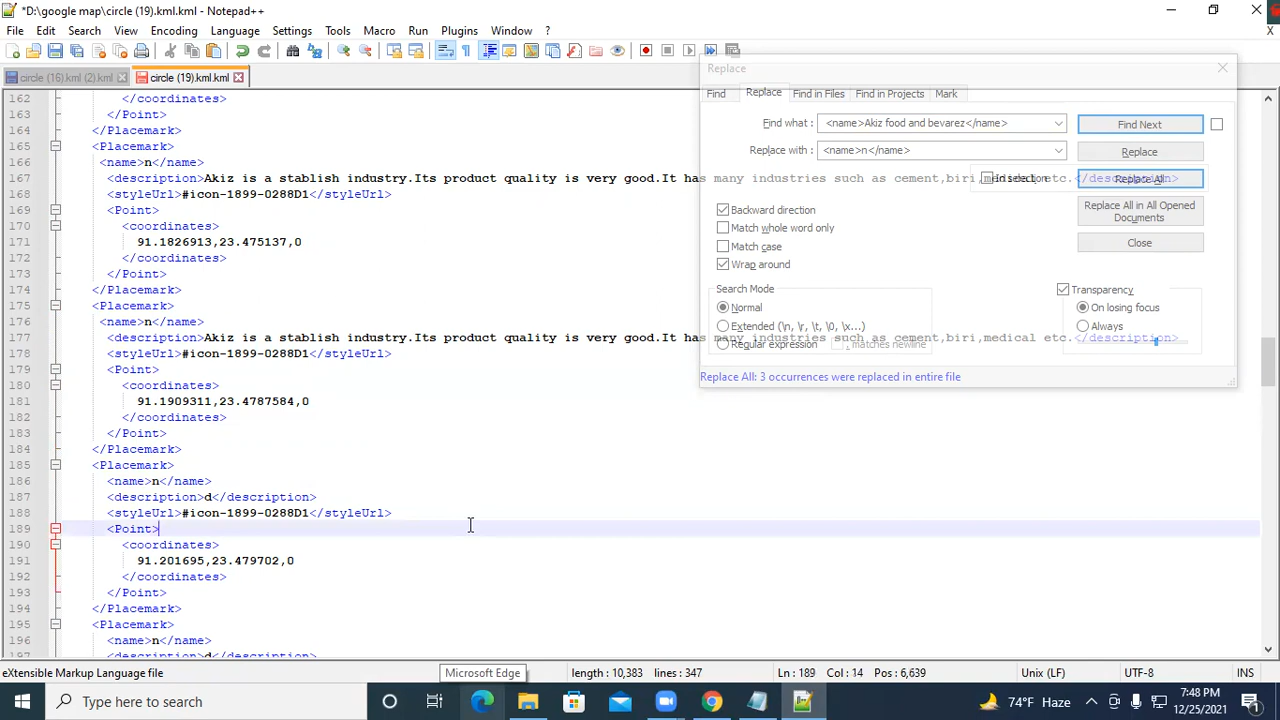 *D:\google map\circle (19).kml.kml - Notepad++
File Edit Search View Encoding Language Settings Tools Macro Run Plugins Window ? X
circle (16).kml (2).kml circle (19).kml.kml
162 </coordinates>
163 </Point>
164 </Placemark>
165 <Placemark>
166 <name>n</name>
167 <description>Akiz is a stablish industry.Its product quality is very good.It has many industries such as cement,biri,medical etc.</description>
168 <styleUrl>#icon-1899-0288D1</styleUrl>
169 <Point>
170 <coordinates>
171 91.1826913,23.475137,0
172 </coordinates>
173 </Point>
174 </Placemark>
175 <Placemark>
176 <name>n</name>
177 <description>Akiz is a stablish industry.Its product quality is very good.It has many industries such as cement,biri,medical etc.</description>
178 <styleUrl>#icon-1899-0288D1</styleUrl>
179 <Point>
180 <coordinates>
181 91.1909311,23.4787584,0
182 </coordinates>
183 </Point>
184 </Placemark>
185 <Placemark>
186 <name>n</name>
187 <description>d</description>
188 <styleUrl>#icon-1899-0288D1</styleUrl>
189 <Point>
190 <coordinates>
191 91.201695,23.479702,0
192 </coordinates>
193 </Point>
194 </Placemark>
195 <Placemark>
196 <name>n</name>
197 <description>d</description>
Replace
Find Replace Find in Files Find in Projects Mark
Find what : <name>Akiz food and bevarez</name> Find Next
Replace with : <name>n</name> Replace
In selection Replace All
Backward direction
Replace All in All Opened Documents
Match whole word only
Match case Close
Wrap around
Search Mode Transparency
Normal On losing focus
Extended (\n, \r, \t, \0, \x...) Always
Regular expression . matches newline
Replace All: 3 occurrences were replaced in entire file
eXtensible Markup Language file Microsoft Edge length : 10,383 lines : 347 Ln : 189 Col : 14 Pos : 6,639 Unix (LF) UTF-8 INS
Type here to search 74°F Haze 7:48 PM
12/25/2021 1